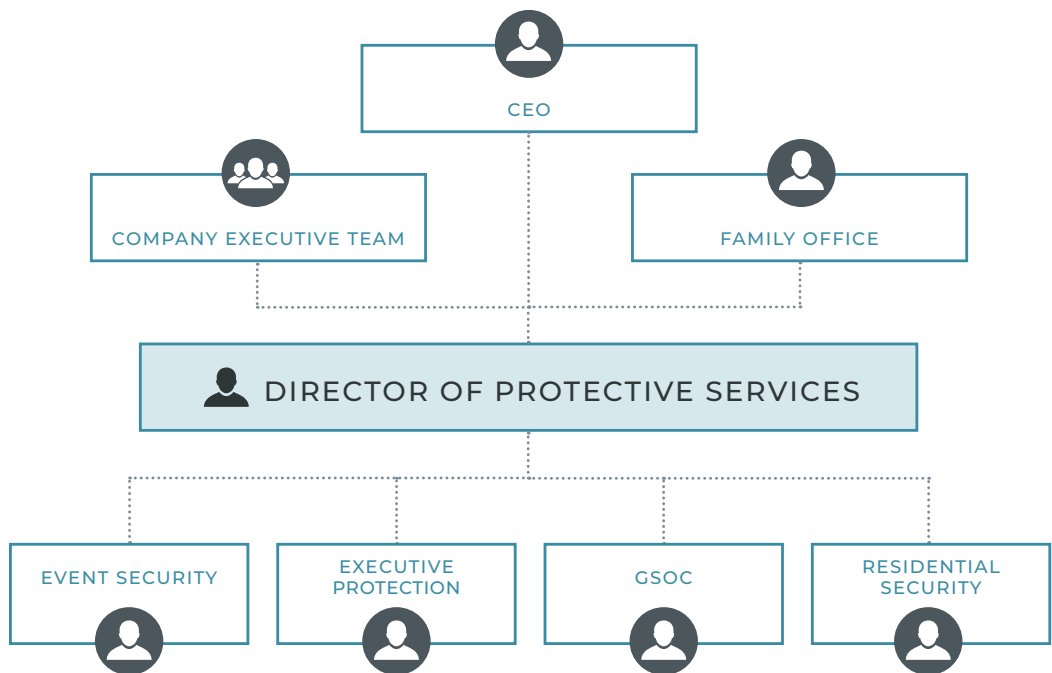 CEO
COMPANY EXECUTIVE TEAM
FAMILY OFFICE
DIRECTOR OF PROTECTIVE SERVICES
EVENT SECURITY
EXECUTIVE
PROTECTION
GSOC
RESIDENTIAL
SECURITY